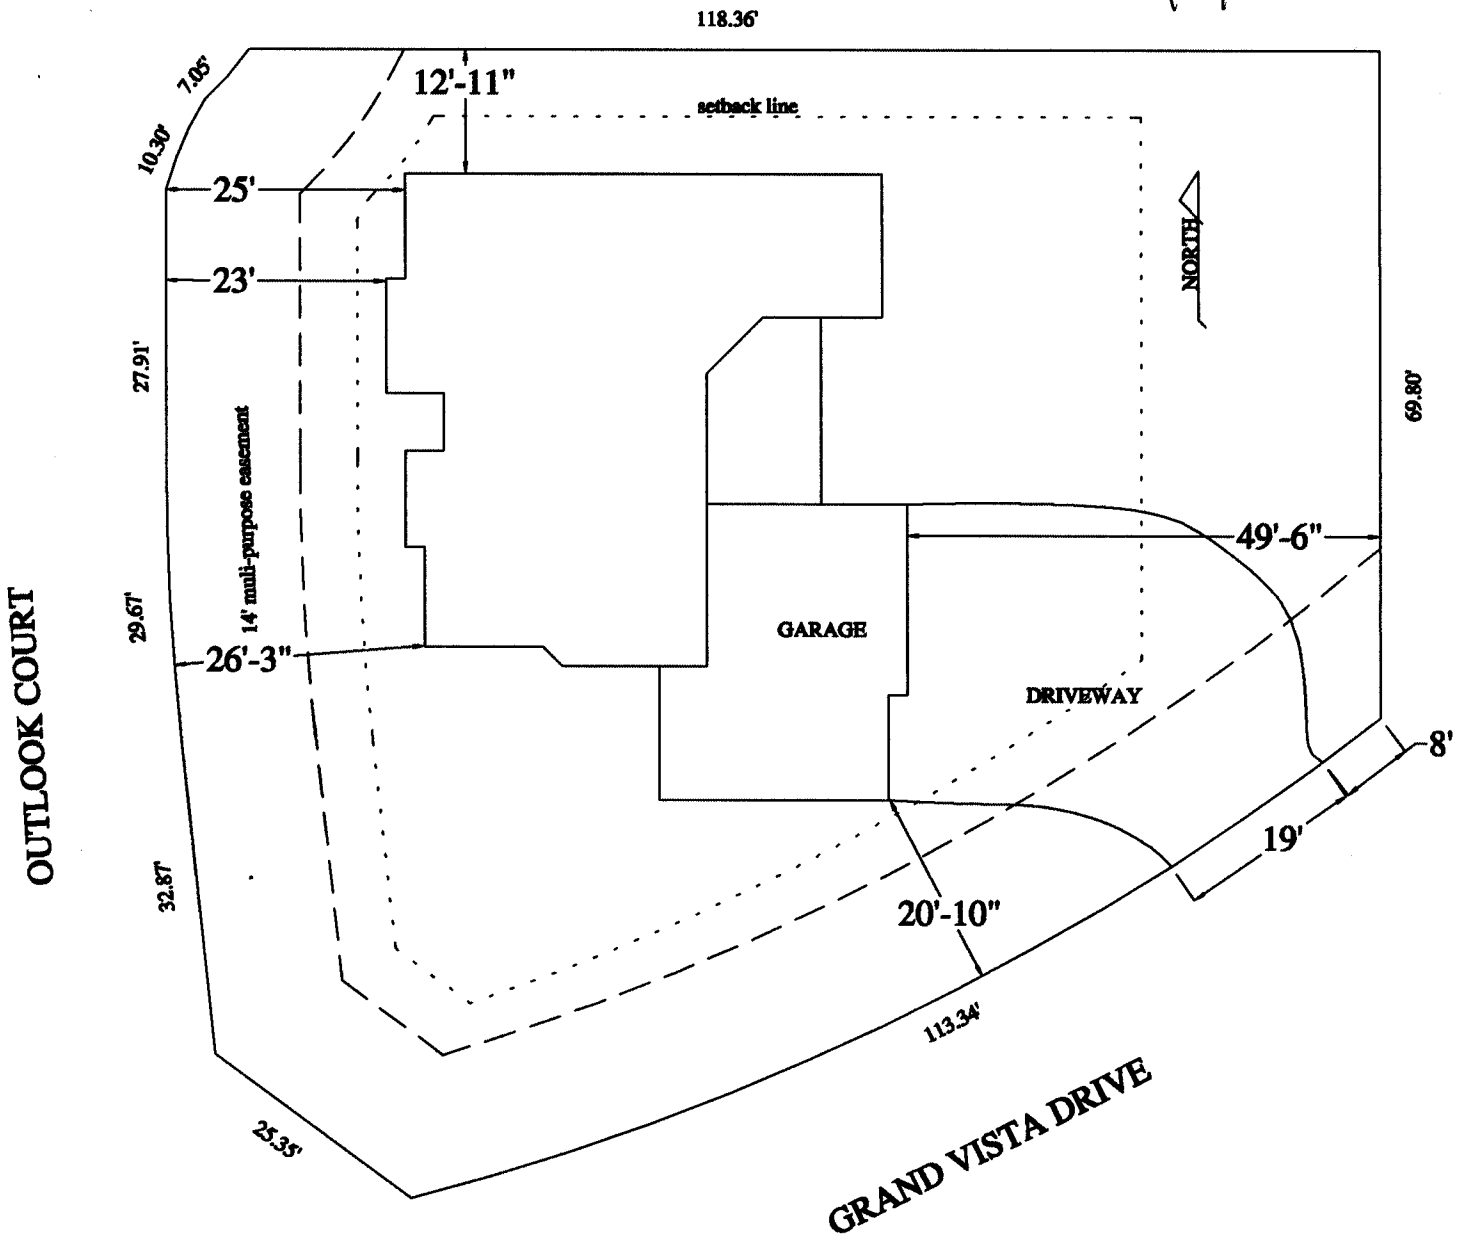 118.36'
7.05'
12'-11"
setback line
10.30'
25'
NORTH
23'
27.91'
69.80'
14' muli-purpose easement
49'-6"
29.67'
GARAGE
26'-3"
OUTLOOK COURT
DRIVEWAY
8'
19'
32.87'
20'-10"
113.34'
25.35'
GRAND VISTA DRIVE